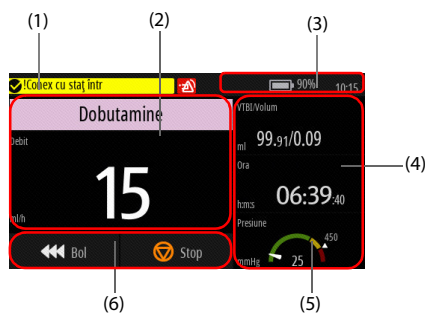 (1)
(2)
(3)
!Conex cu staț într
90%
10:15
Dobutamine
Debit
15
ml/h
VTBI/Volum
ml 99.91/0.09
Ora
h:m:s 06:39:40
Presiune
450
mmHg 25
(4)
Bol
Stop
(6)
(5)